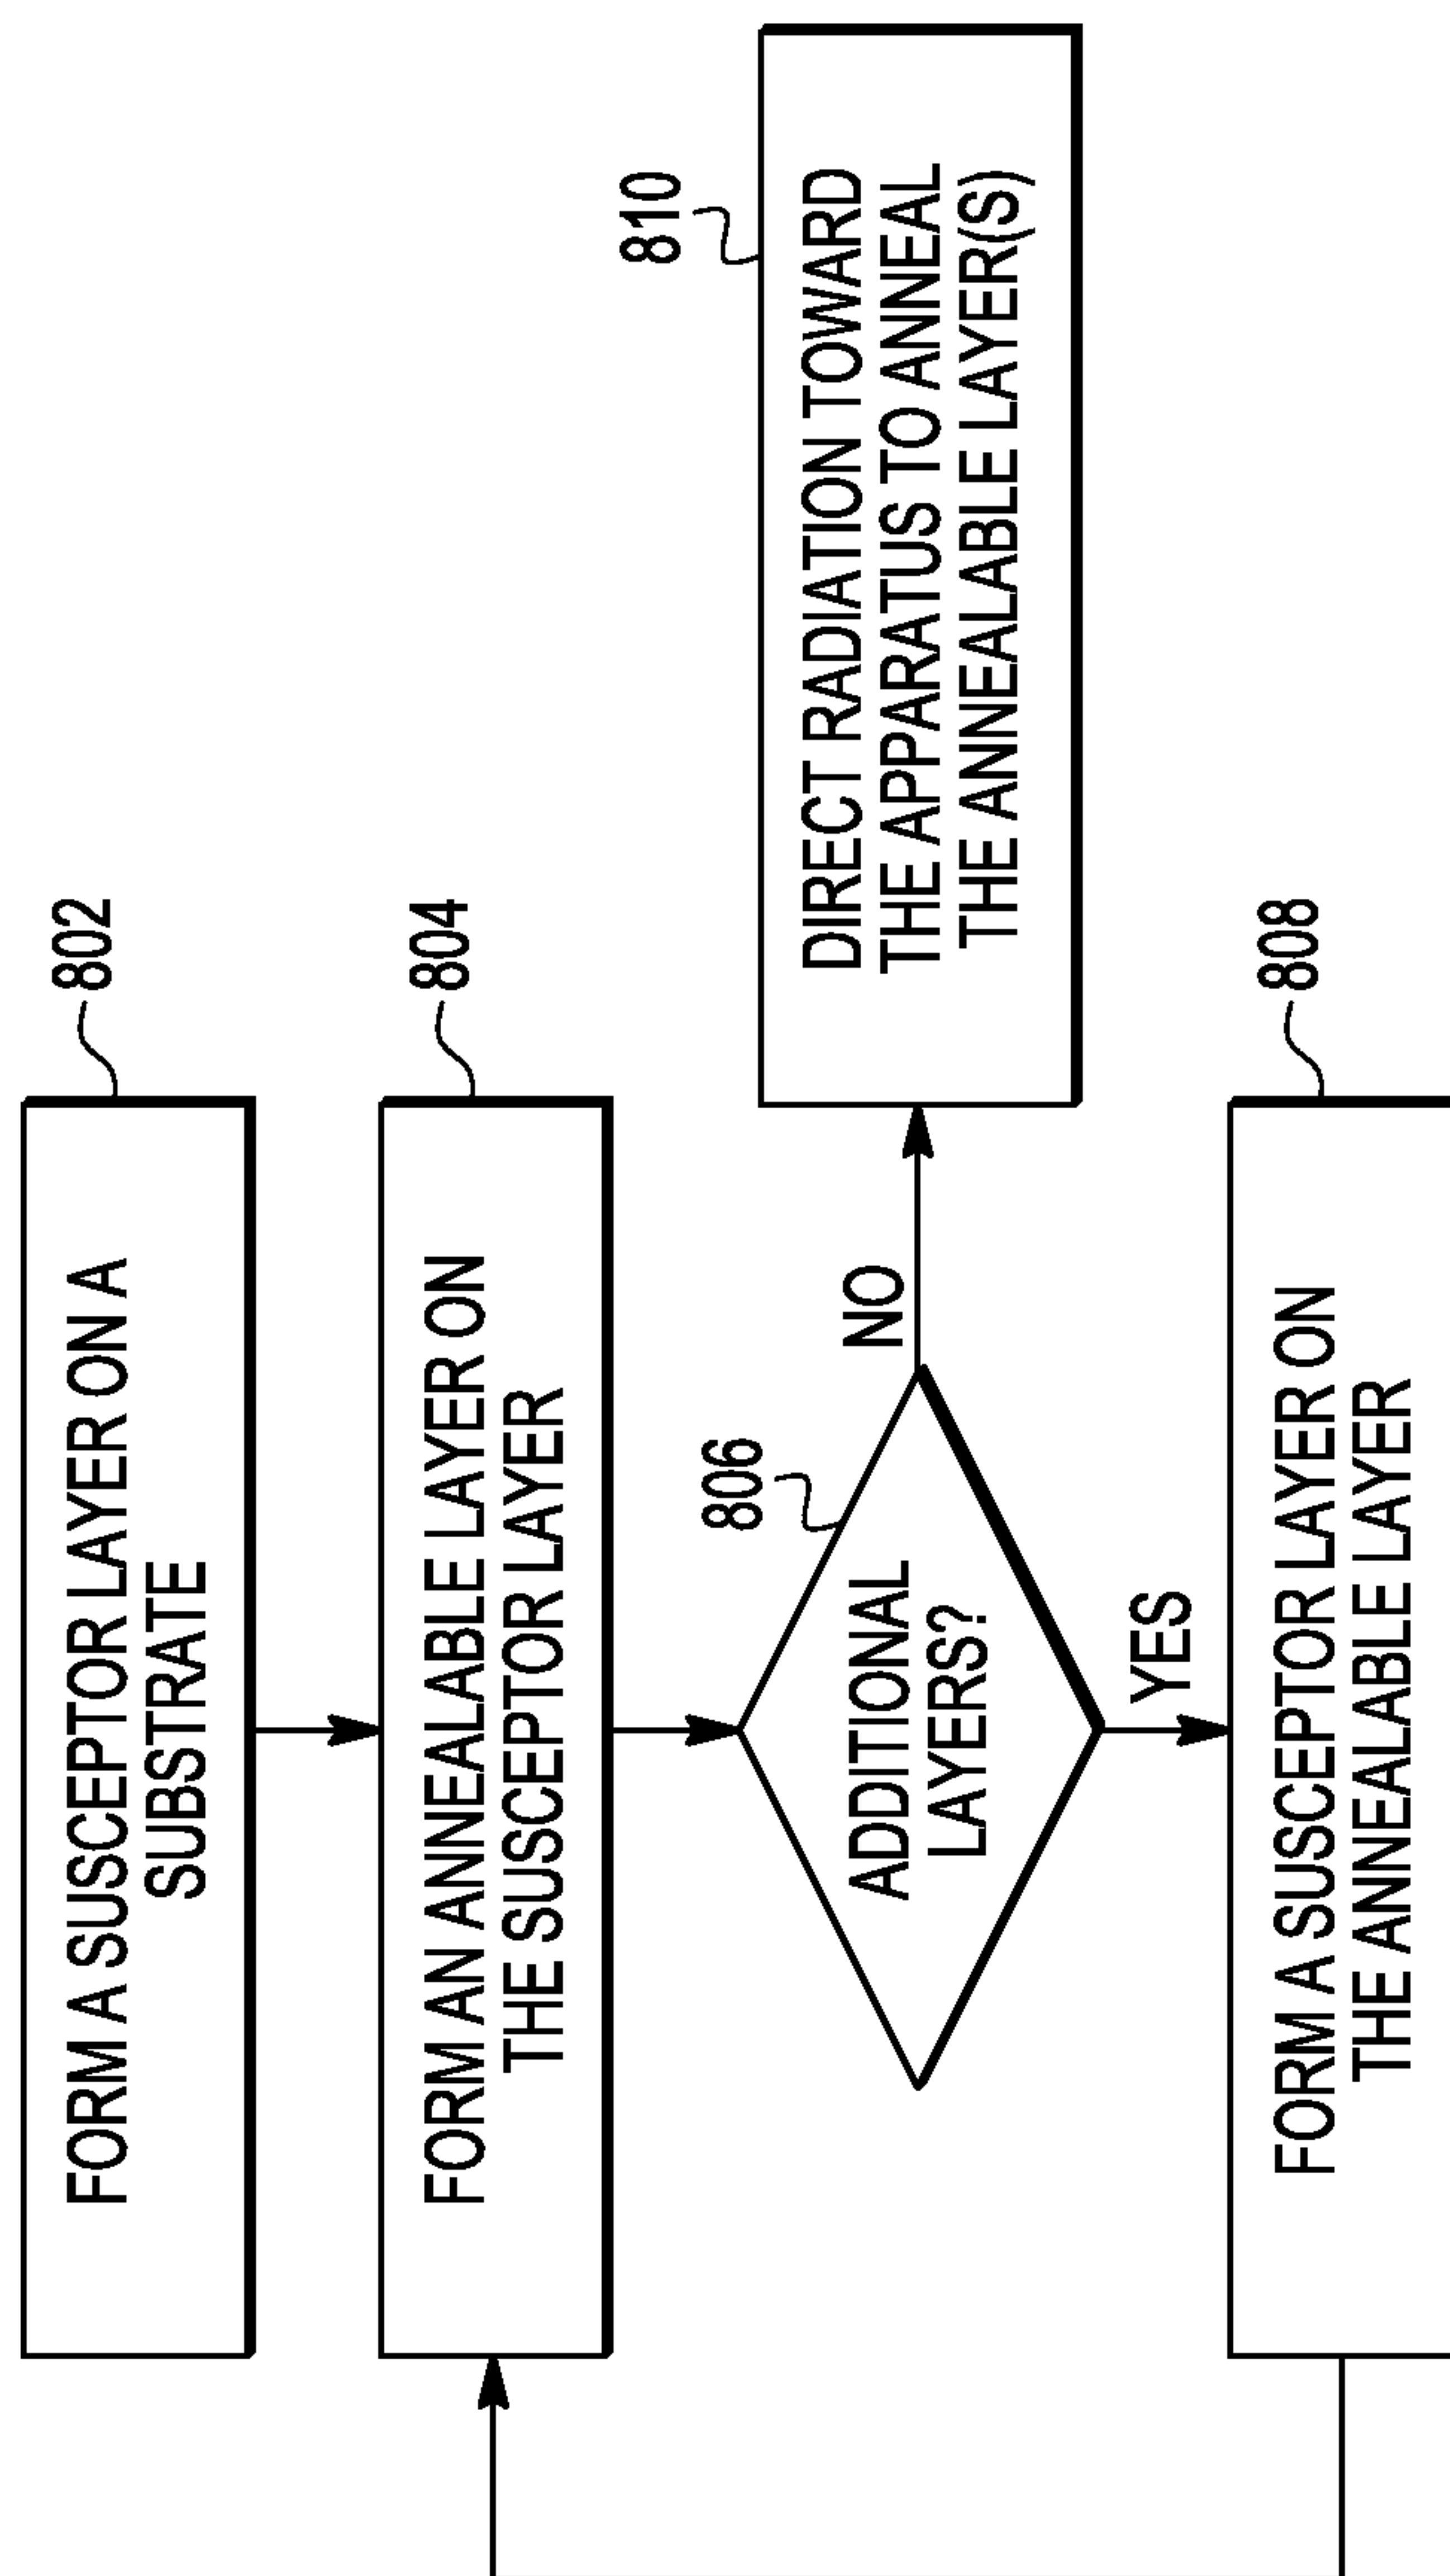 802
FORM A SUSCEPTOR LAYER ON A
SUBSTRATE
804
FORM AN ANNEALABLE LAYER ON
THE SUSCEPTOR LAYER
806
ADDITIONAL
LAYERS?
NO
810
DIRECT RADIATION TOWARD
THE APPARATUS TO ANNEAL
THE ANNEALABLE LAYER(S)
YES
808
FORM A SUSCEPTOR LAYER ON
THE ANNEALABLE LAYER